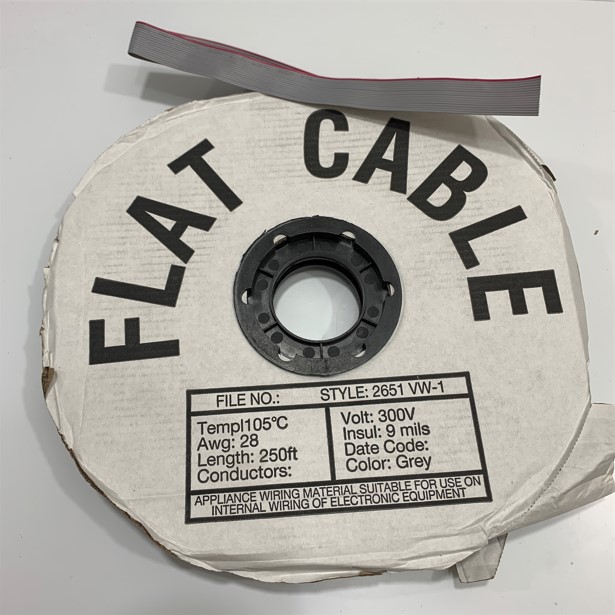 FLAT CABLE
FILE NO.: STYLE: 2651 VW-1
Templ105°C
Awg: 28
Length: 250ft
Conductors:
Volt: 300V
Insul: 9 mils
Date Code:
Color: Grey
APPLIANCE WIRING MATERIAL SUITABLE FOR USE ON
INTERNAL WIRING OF ELECTRONIC EQUIPMENT